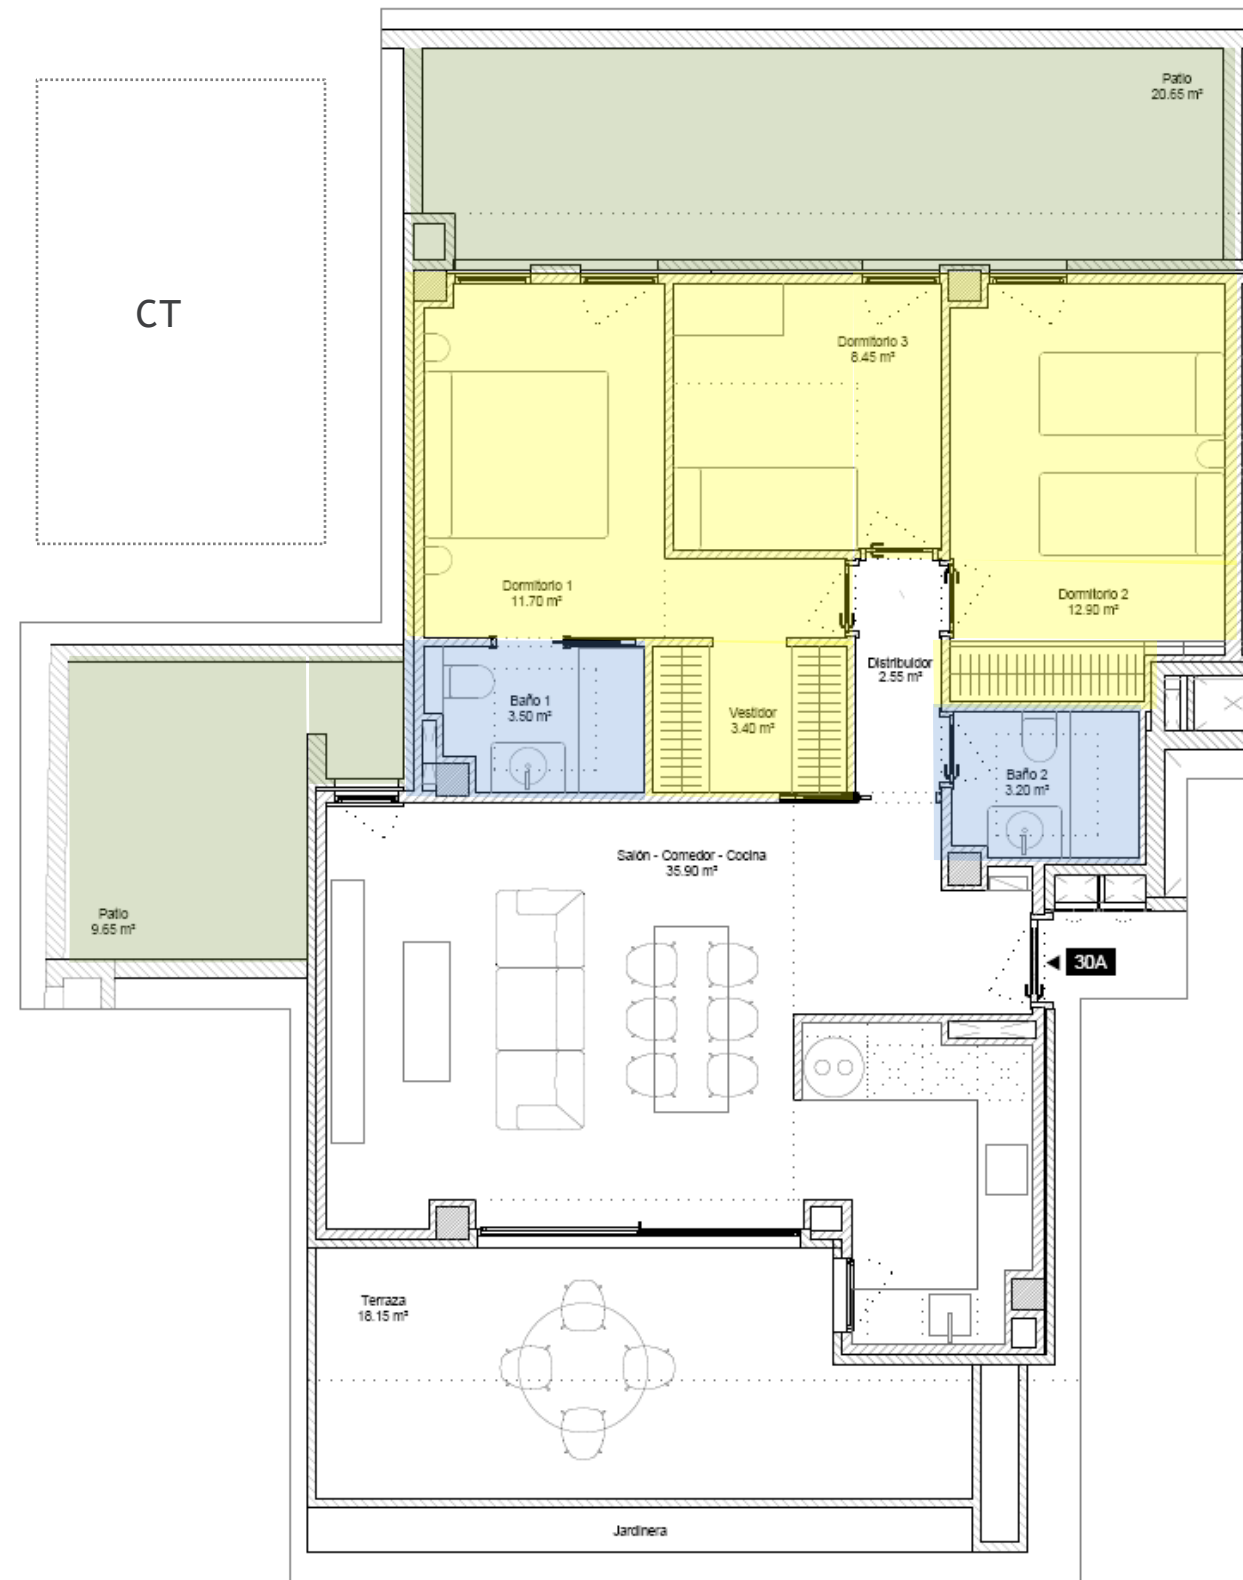 Patio
20.65 m²
CT
Dormitorio 3
8.45 m²
Dormitorio 1
11.70 m²
Dormitorio 2
12.90 m²
Distribuidor
2.55 m²
Baño 1
3.50 m²
Vestidor
3.40 m²
Baño 2
3.20 m²
Salón - Comedor - Cocina
35.90 m²
Patio
9.65 m²
30A
Terraza
18.15 m²
Jardinera